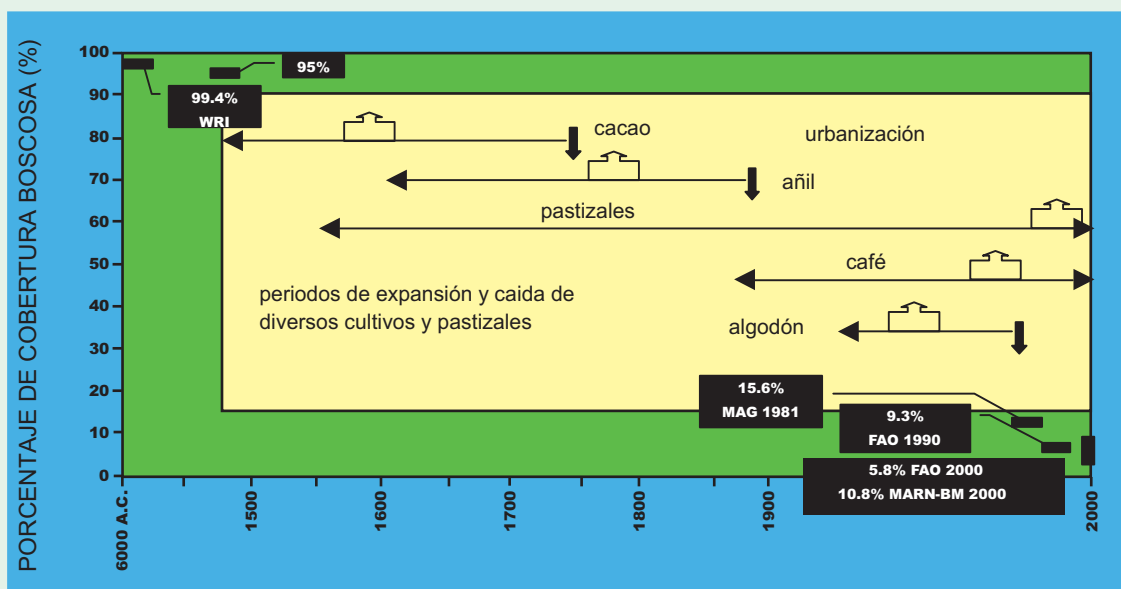 PORCENTAJE DE COBERTURA BOSCOSA (%)
100
90
80
70
60
50
40
30
20
10
0
95%
99.4%
WRI
cacao
urbanización
añil
pastizales
café
periodos de expansión y caida de
diversos cultivos y pastizales
algodón
15.6%
MAG 1981
9.3%
FAO 1990
5.8% FAO 2000
10.8% MARN-BM 2000
6000 A.C.
1500
1600
1700
1800
1900
2000